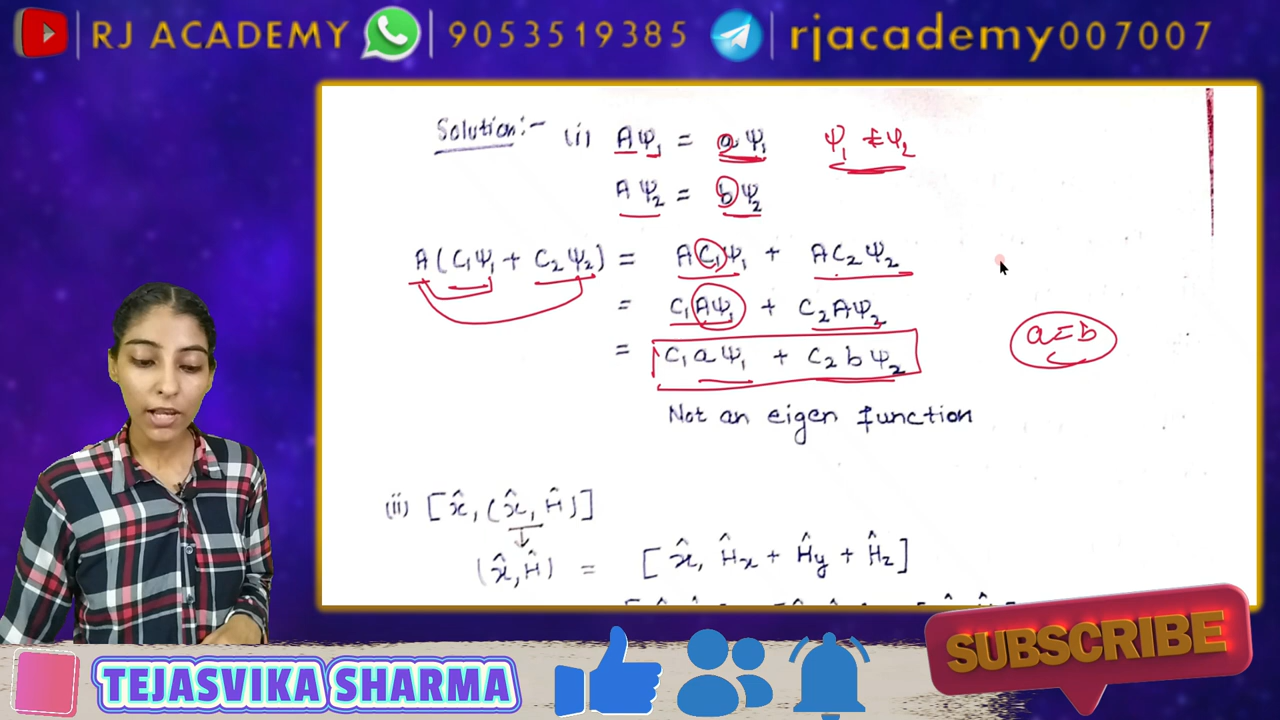 RJ ACADEMY | 9053519385 | rjacademy007007
Solution:- (i) Aψ₁ = aψ₁ ψ₁ ≠ ψ₂
Aψ₂ = bψ₂
A(C₁ψ₁ + C₂ψ₂) = AC₁ψ₁ + AC₂ψ₂
= C₁Aψ₁ + C₂Aψ₂
= C₁aψ₁ + C₂bψ₂
a=b
Not an eigen function
(ii) [x̂, (x̂, Ĥ)]
(x̂, Ĥ) = [x̂, Ĥx + Ĥy + Ĥz]
SUBSCRIBE
TEJASVIKA SHARMA